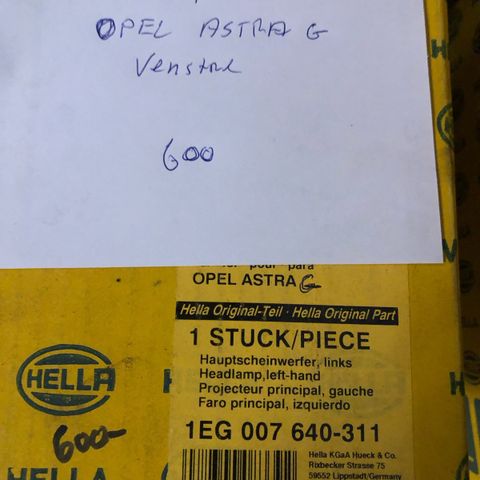 OPEL ASTRA G
Venstre
600
für for pour para
OPEL ASTRA G
Hella Original-Teil · Hella Original Part
1 STUCK/PIECE
Hauptscheinwerfer, links
Headlamp,left-hand
Projecteur principal, gauche
Faro principal, izquierdo
HELLA
1EG 007 640-311
600-
Hella KGaA Hueck & Co.
Rixbecker Strasse 75
59552 Lippstadt/Germany
HELLA